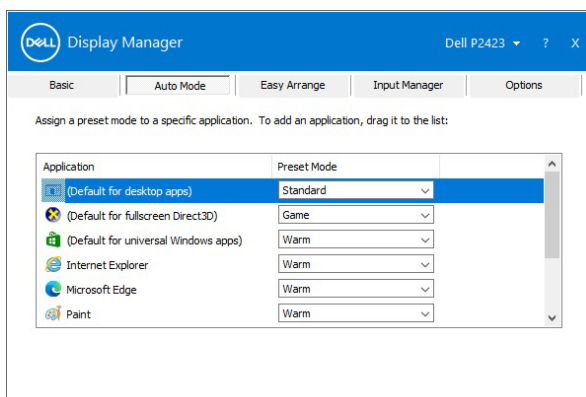 DELL Display Manager Dell P2423 ? X
Basic Auto Mode Easy Arrange Input Manager Options
Assign a preset mode to a specific application. To add an application, drag it to the list:
Application Preset Mode
(Default for desktop apps) Standard
(Default for fullscreen Direct3D) Game
(Default for universal Windows apps) Warm
Internet Explorer Warm
Microsoft Edge Warm
Paint Warm